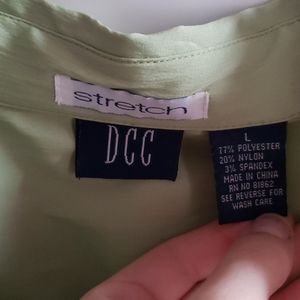 stretch
DCC
L
77% POLYESTER
20% NYLON
3% SPANDEX
MADE IN CHINA
RN NO 81862
SEE REVERSE FOR
WASH CARE